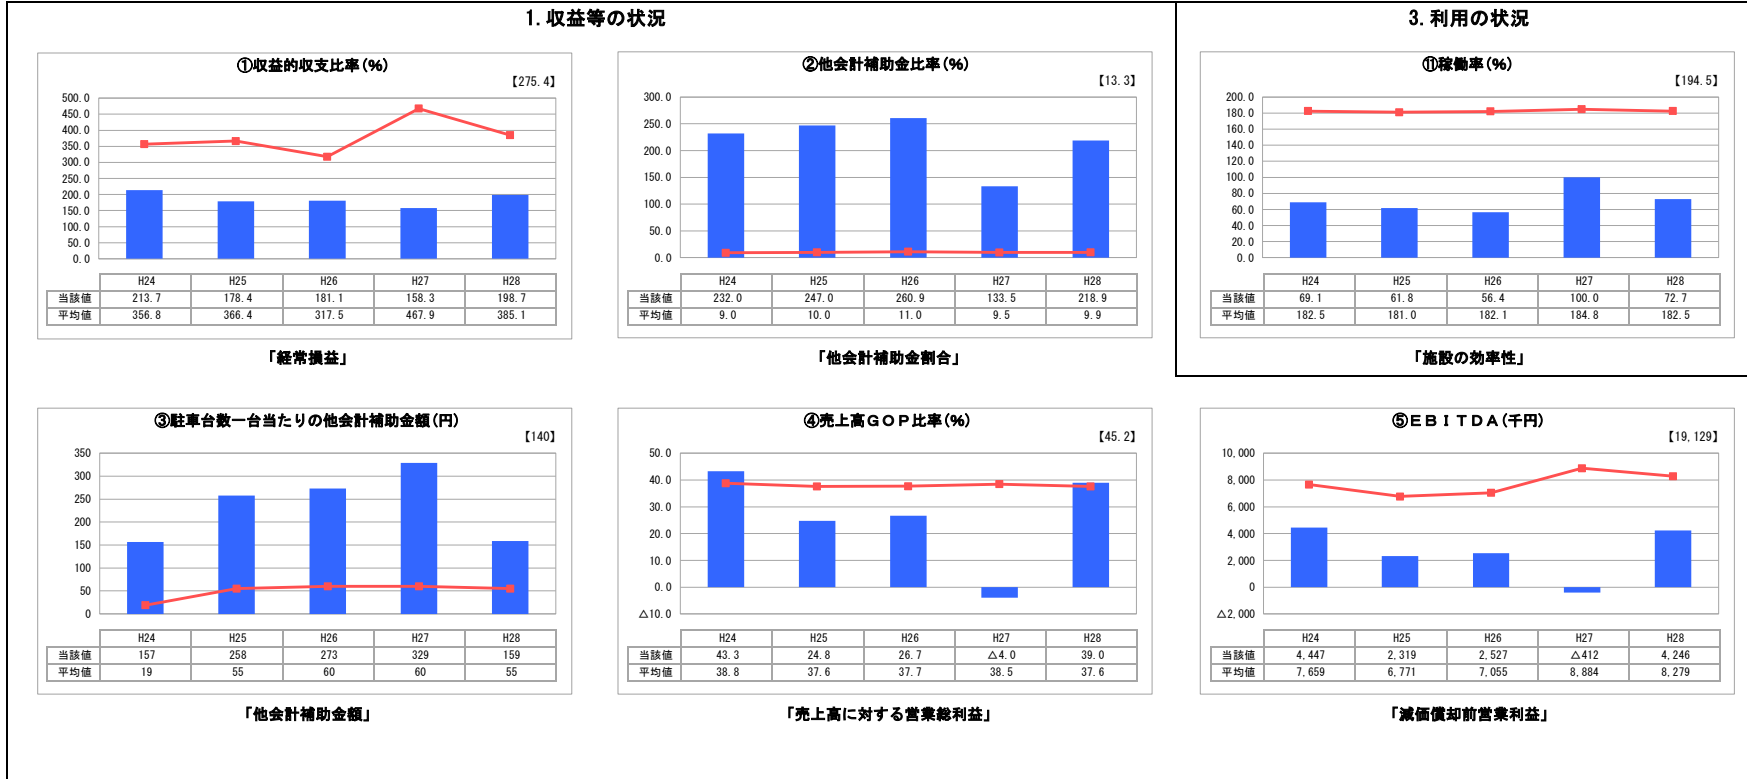 1. 収益等の状況
3. 利用の状況
①収益的収支比率(%)
【275.4】
500.0
450.0
400.0
350.0
300.0
250.0
200.0
150.0
100.0
50.0
0.0
H24 H25 H26 H27 H28
当該値 213.7 178.4 181.1 158.3 198.7
平均値 356.8 366.4 317.5 467.9 385.1
「経常損益」
②他会計補助金比率(%)
【13.3】
300.0
250.0
200.0
150.0
100.0
50.0
0.0
H24 H25 H26 H27 H28
当該値 232.0 247.0 260.9 133.5 218.9
平均値 9.0 10.0 11.0 9.5 9.9
「他会計補助金割合」
⑪稼働率(%)
【194.5】
200.0
180.0
160.0
140.0
120.0
100.0
80.0
60.0
40.0
20.0
0.0
H24 H25 H26 H27 H28
当該値 69.1 61.8 56.4 100.0 72.7
平均値 182.5 181.0 182.1 184.8 182.5
「施設の効率性」
③駐車台数一台当たりの他会計補助金額(円)
【140】
350
300
250
200
150
100
50
0
H24 H25 H26 H27 H28
当該値 157 258 273 329 159
平均値 19 55 60 60 55
「他会計補助金額」
④売上高GOP比率(%)
【45.2】
50.0
40.0
30.0
20.0
10.0
0.0
△10.0
H24 H25 H26 H27 H28
当該値 43.3 24.8 26.7 △4.0 39.0
平均値 38.8 37.6 37.7 38.5 37.6
「売上高に対する営業総利益」
⑤EBITDA(千円)
【19,129】
10,000
8,000
6,000
4,000
2,000
0
△2,000
H24 H25 H26 H27 H28
当該値 4,447 2,319 2,527 △412 4,246
平均値 7,659 6,771 7,055 8,884 8,279
「減価償却前営業利益」